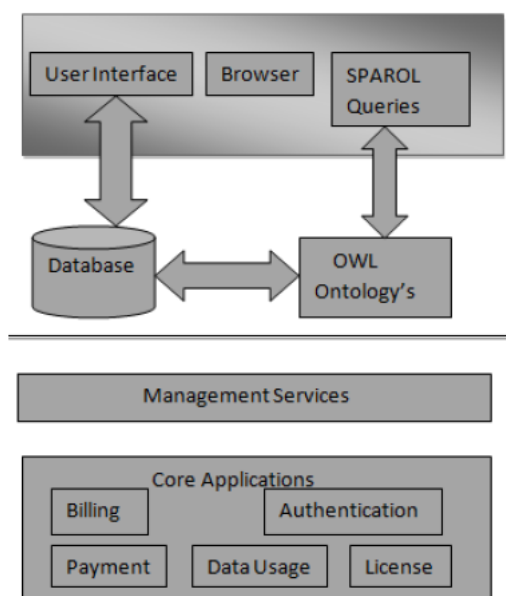 User Interface
Browser
SPAROL
Queries
Database
OWL
Ontology's
Management Services
Core Applications
Billing
Authentication
Payment
Data Usage
License